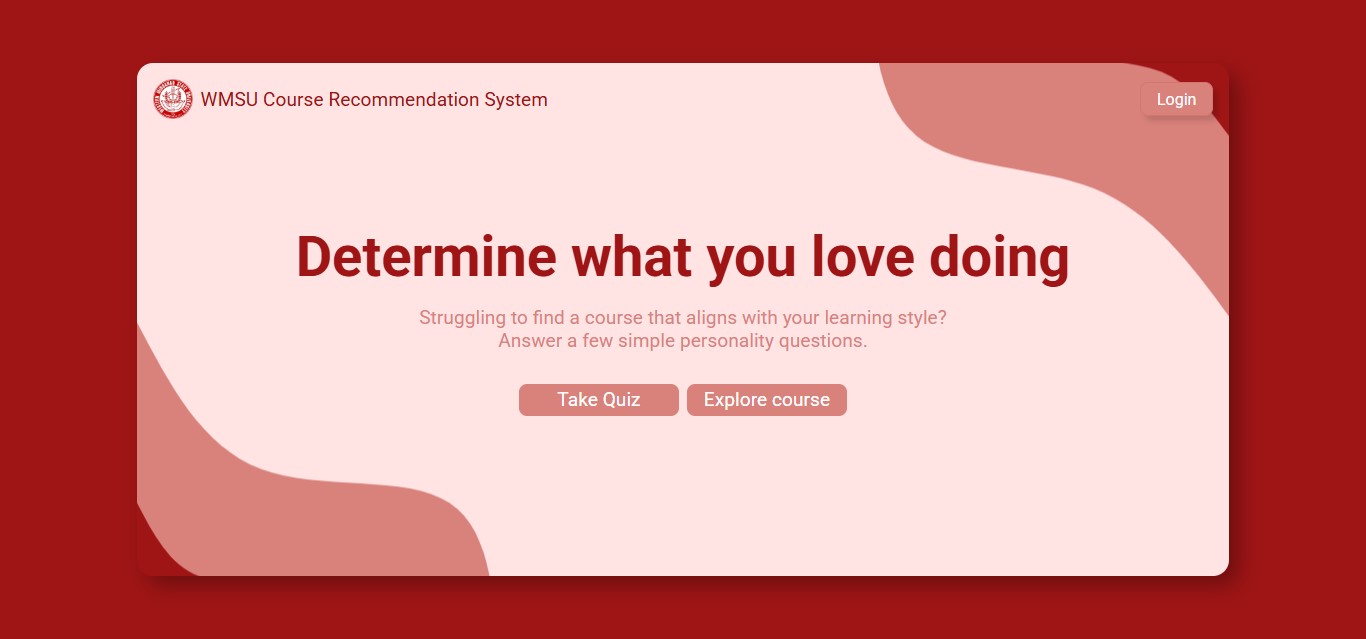 WMSU Course Recommendation System
Login
Determine what you love doing
Struggling to find a course that aligns with your learning style?
Answer a few simple personality questions.
Take Quiz
Explore course